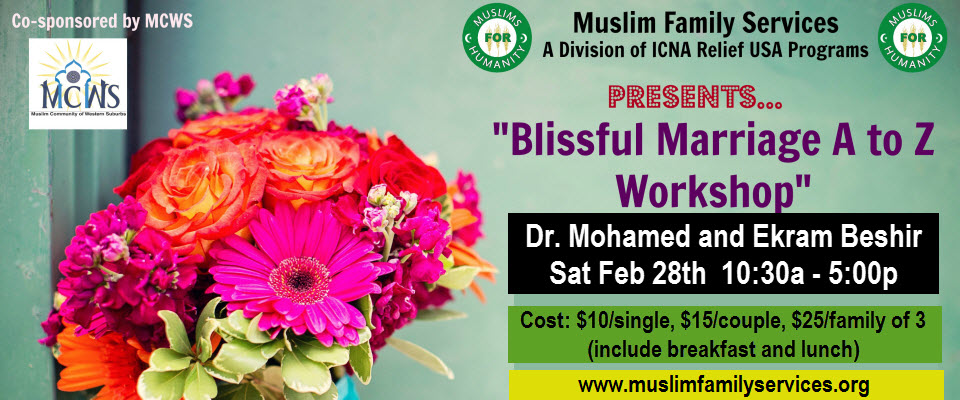 Co-sponsored by MCWS
MCWS
Muslim Community of Western Suburbs
MUSLIMS
FOR
HUMANITY
Muslim Family Services
A Division of ICNA Relief USA Programs
MUSLIMS
FOR
HUMANITY
PRESENTS...
"Blissful Marriage A to Z
Workshop"
Dr. Mohamed and Ekram Beshir
Sat Feb 28th 10:30a - 5:00p
Cost: $10/single, $15/couple, $25/family of 3
(include breakfast and lunch)
www.muslimfamilyservices.org